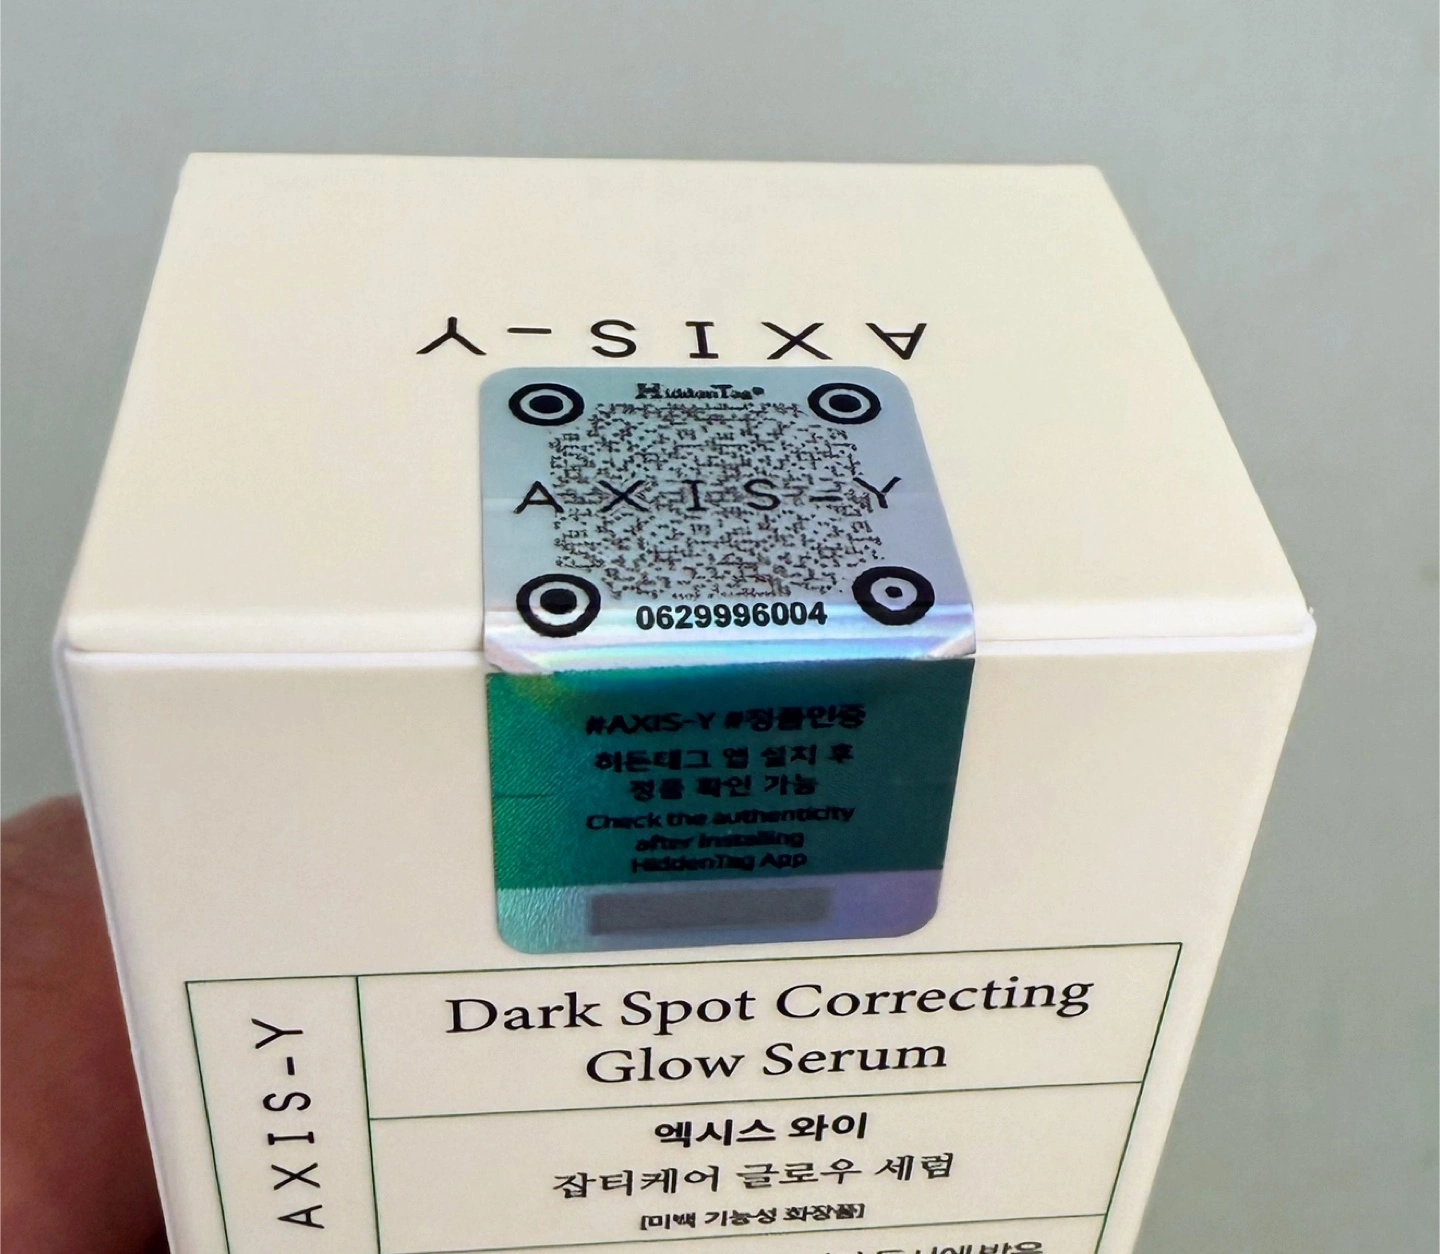 AXIS-Y
HiddenTag®
AXIS-Y
0629996004
#AXIS-Y #정품인증
히든태그 앱 설치 후
정품 확인 가능
Check the authenticity
after installing
HiddenTag App
AXIS-Y
Dark Spot Correcting
Glow Serum
엑시스 와이
잡티케어 글로우 세럼
[미백 기능성 화장품]